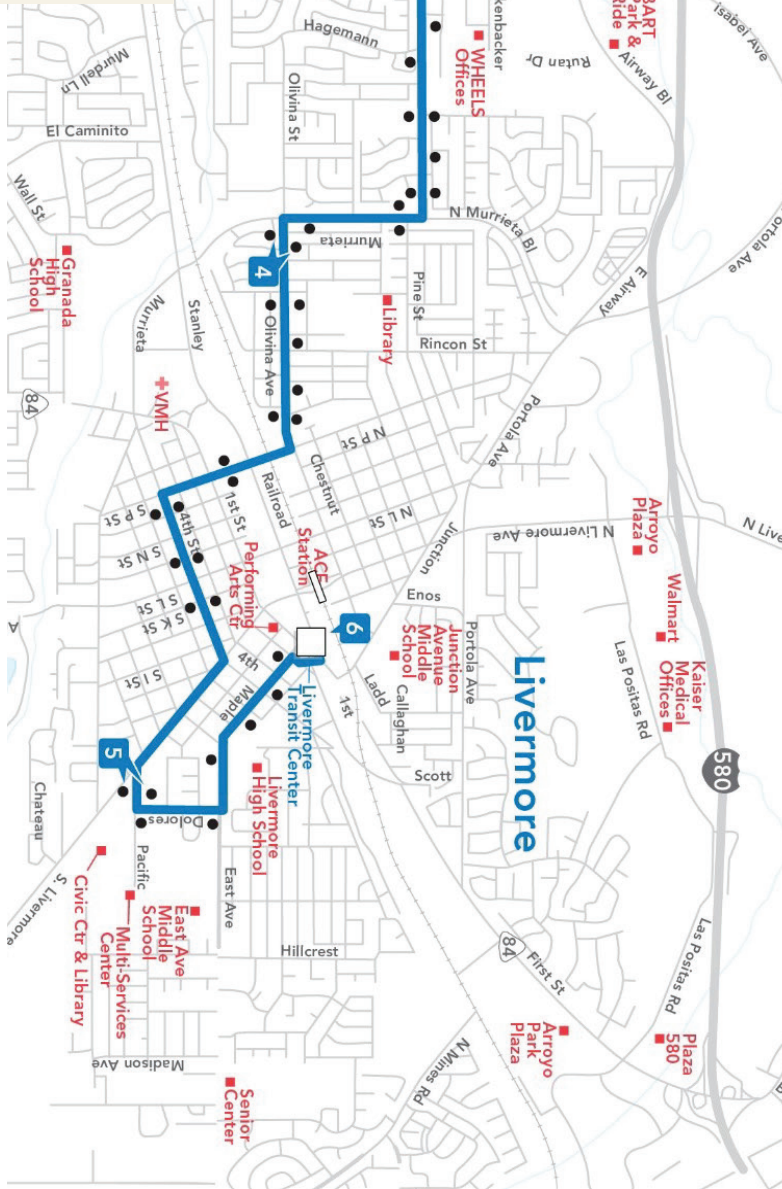 Isabel Ave
BART
Park &
Ride
kenbacker
WHEELS
Offices
Hagemann
Rutan Dr
Airway Bl
Murdell Ln
Olivina St
El Caminito
Wall St
N Murrieta Bl
Portola Ave
Murrieta
Granada
High
School
4
E Airway
Pine St
Library
Stanley
Murrieta
Olivina Ave
Rincon St
84
VMH
Portola Ave
N P St
Chestnut
Railroad
1st St
N L St
S P St
4th St
Junction
N Livermore Ave
Arroyo
Plaza
N Live
S N St
Performing
Arts Ctr
ACE
Station
Enos
S L St
S K St
6
Walmart
Las Positas Rd
Junction
Avenue
Middle
School
Portola Ave
A
4th
S I St
Maple
Livermore
Transit Center
1st
Ladd
Callaghan
Livermore
Kaiser
Medical
Offices
580
5
Livermore
High School
Scott
Chateau
Dolores
Pacific
East Ave
S. Livermore
Civic Ctr & Library
Multi-Services
Center
East Ave
Middle
School
Hillcrest
84
First St
Las Positas Rd
Arroyo
Park
Plaza
Plaza
580
Madison Ave
N Mines Rd
Senior
Center